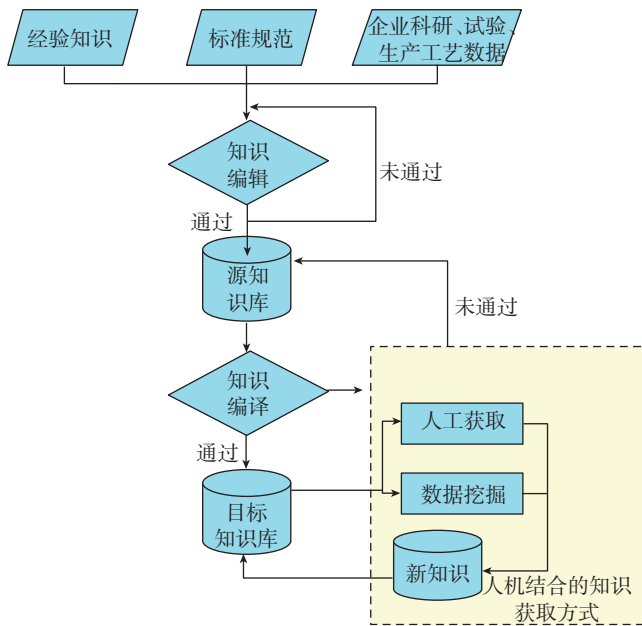 经验知识
标准规范
企业科研、试验、
生产工艺数据
知识
编辑
未通过
通过
源知
识库
未通过
知识
编译
人工获取
通过
数据挖掘
目标
知识库
新知识
人机结合的知识
获取方式